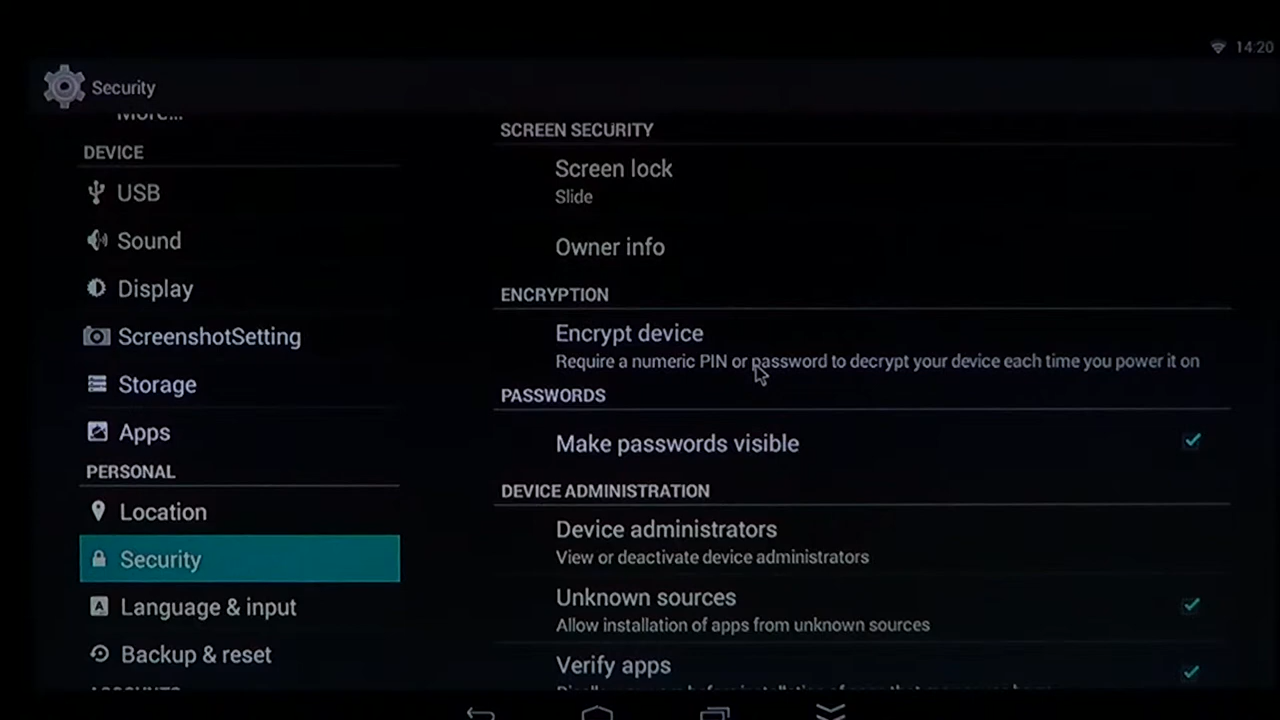 14:20
Security
More...
DEVICE
USB
Sound
Display
ScreenshotSetting
Storage
Apps
PERSONAL
Location
Security
Language & input
Backup & reset
ACCOUNTS
SCREEN SECURITY
Screen lock
Slide
Owner info
ENCRYPTION
Encrypt device
Require a numeric PIN or password to decrypt your device each time you power it on
PASSWORDS
Make passwords visible
DEVICE ADMINISTRATION
Device administrators
View or deactivate device administrators
Unknown sources
Allow installation of apps from unknown sources
Verify apps